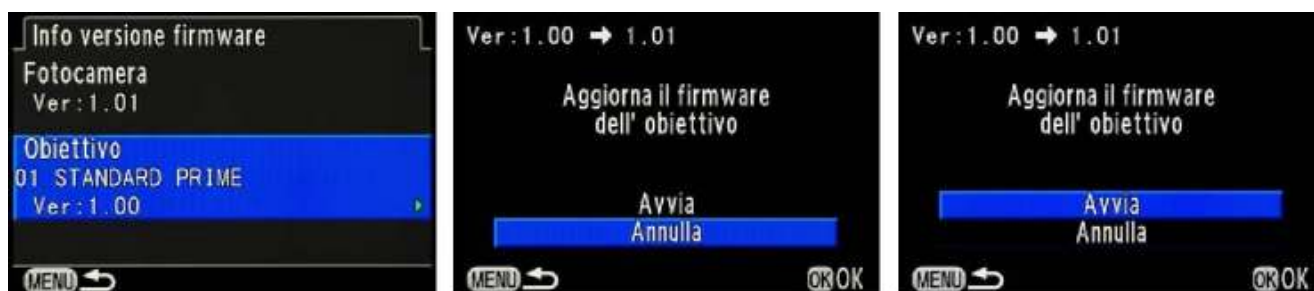 Info versione firmware
Fotocamera
Ver:1.01
Obiettivo
01 STANDARD PRIME
Ver:1.00
MENU
Ver:1.00 → 1.01
Aggiorna il firmware
dell' obiettivo
Avvia
Annulla
MENU
OK OK
Ver:1.00 → 1.01
Aggiorna il firmware
dell' obiettivo
Avvia
Annulla
MENU
OK OK